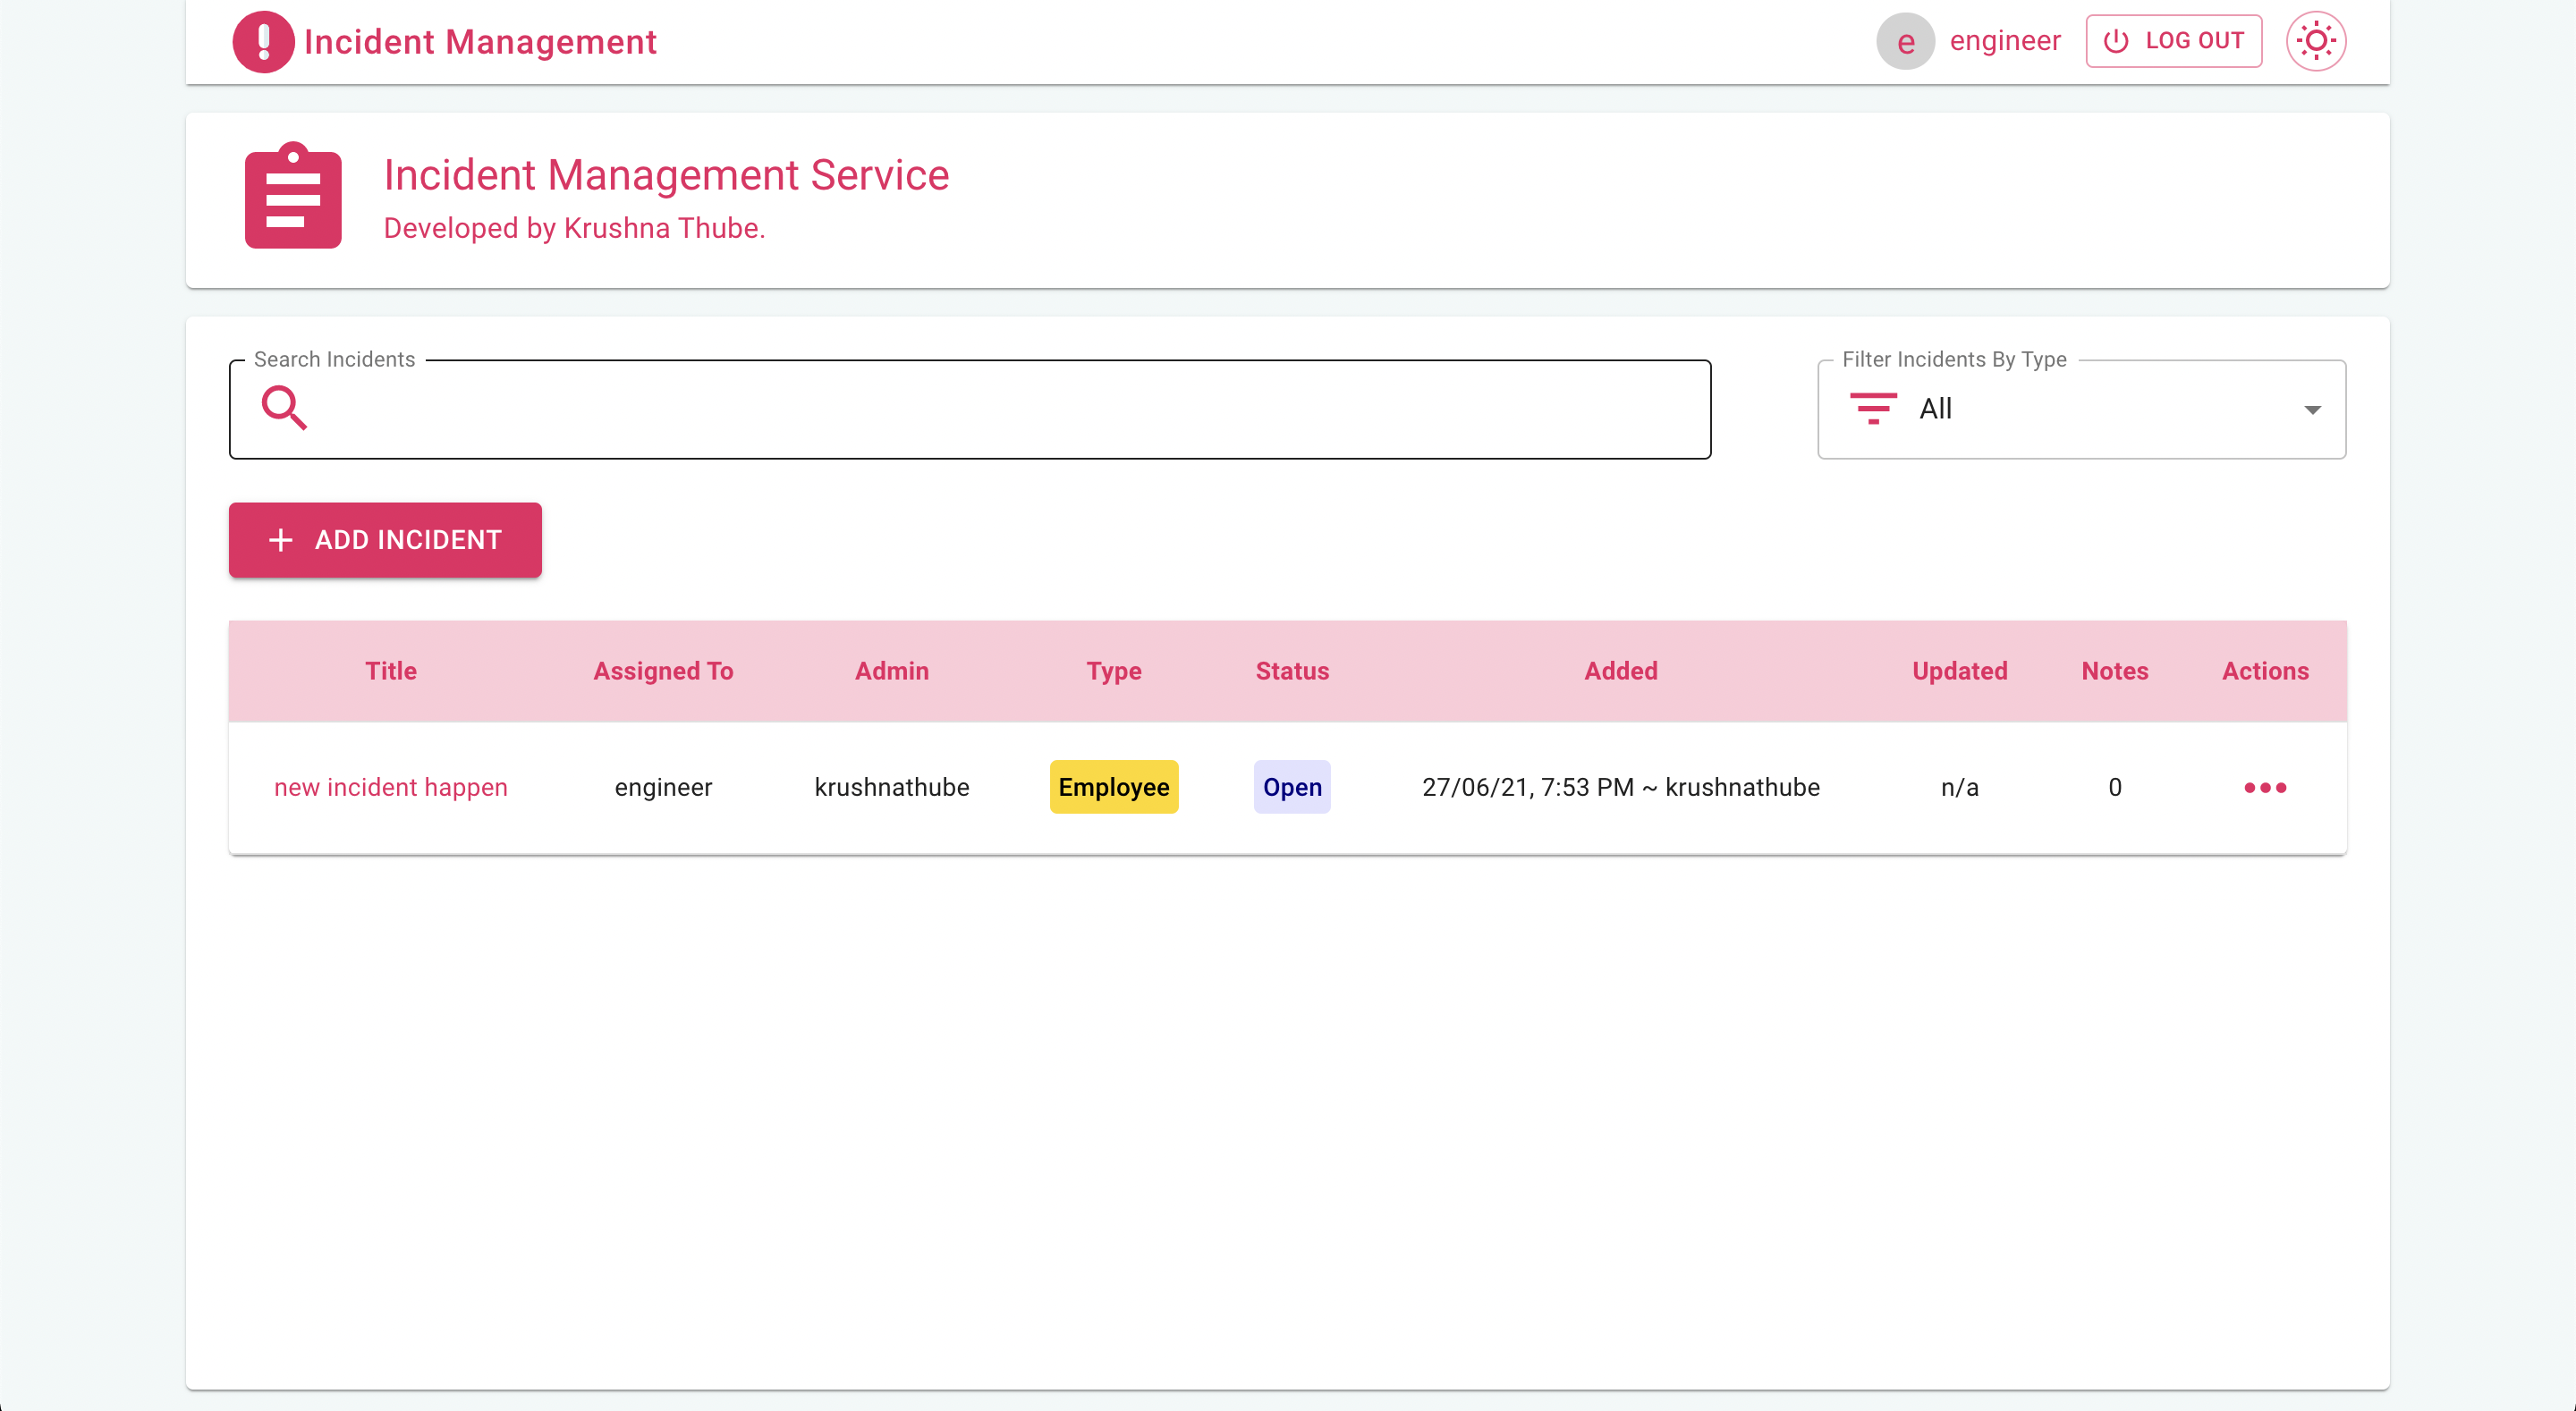 Incident Management
e engineer LOG OUT
Incident Management Service
Developed by Krushna Thube.
Search Incidents
Filter Incidents By Type
All
+ ADD INCIDENT
Title Assigned To Admin Type Status Added Updated Notes Actions
new incident happen engineer krushnathube Employee Open 27/06/21, 7:53 PM ~ krushnathube n/a 0